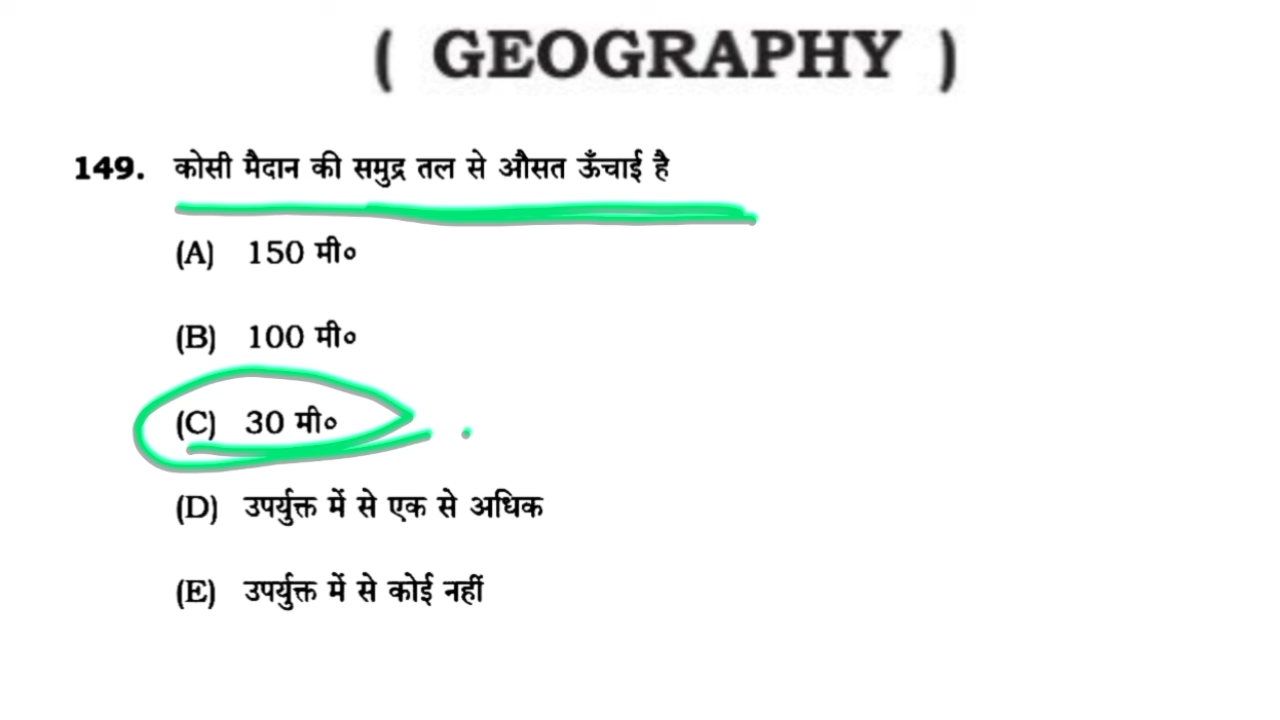 ( GEOGRAPHY )
149. कोसी मैदान की समुद्र तल से औसत ऊँचाई है
(A) 150 मी०
(B) 100 मी०
(C) 30 मी०
(D) उपर्युक्त में से एक से अधिक
(E) उपर्युक्त में से कोई नहीं